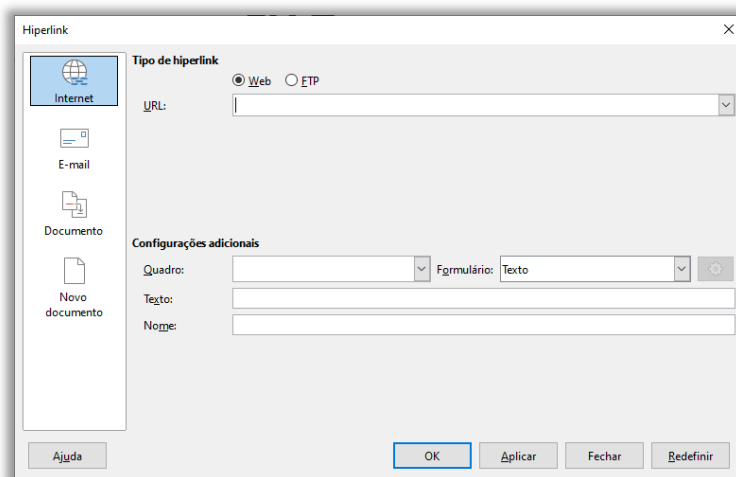 Hiperlink
Internet
E-mail
Documento
Novo
documento
Tipo de hiperlink
Web FTP
URL:
Configurações adicionais
Quadro: Formulário: Texto
Texto:
Nome:
Ajuda OK Aplicar Fechar Redefinir